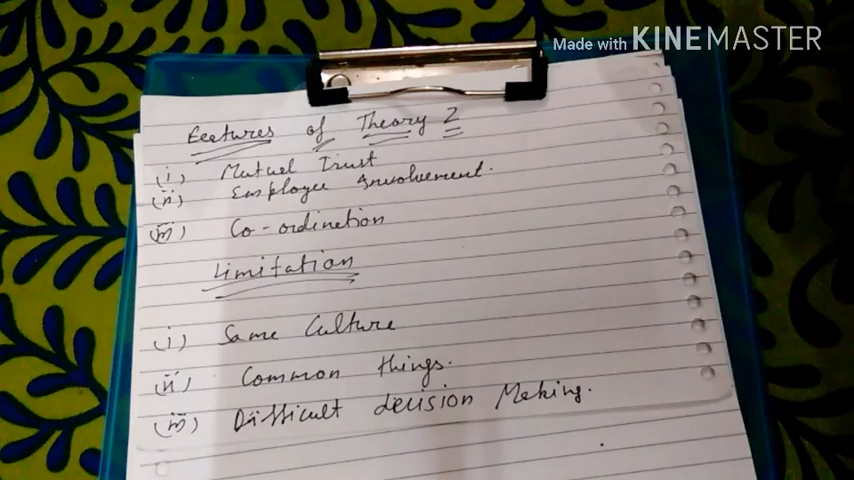 Made with KINEMASTER
Features of Theory Z
(i) Mutual Trust
(ii) Employee Involvement.
(iii) Co-ordination
Limitation
(i) Same Culture
(ii) Common things.
(iii) Difficult decision Making.